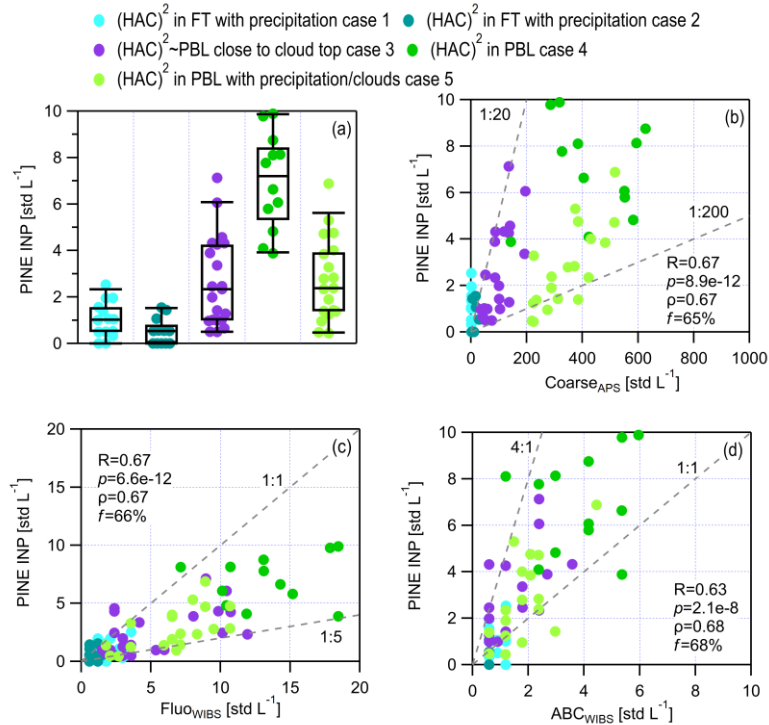 (HAC)² in FT with precipitation case 1 (HAC)² in FT with precipitation case 2
(HAC)²~PBL close to cloud top case 3 (HAC)² in PBL case 4
(HAC)² in PBL with precipitation/clouds case 5
(a)
PINE INP [std L⁻¹]
10
8
6
4
2
0
(b)
PINE INP [std L⁻¹]
10
8
6
4
2
0
1:20
1:200
R=0.67
p=8.9e-12
ρ=0.67
f=65%
0 200 400 600 800 1000
Coarse_APS [std L⁻¹]
(c)
PINE INP [std L⁻¹]
20
15
10
5
0
R=0.67
p=6.6e-12
ρ=0.67
f=66%
1:1
1:5
0 5 10 15 20
Fluo_WIBS [std L⁻¹]
(d)
PINE INP [std L⁻¹]
10
8
6
4
2
0
4:1
1:1
R=0.63
p=2.1e-8
ρ=0.68
f=68%
0 2 4 6 8 10
ABC_WIBS [std L⁻¹]